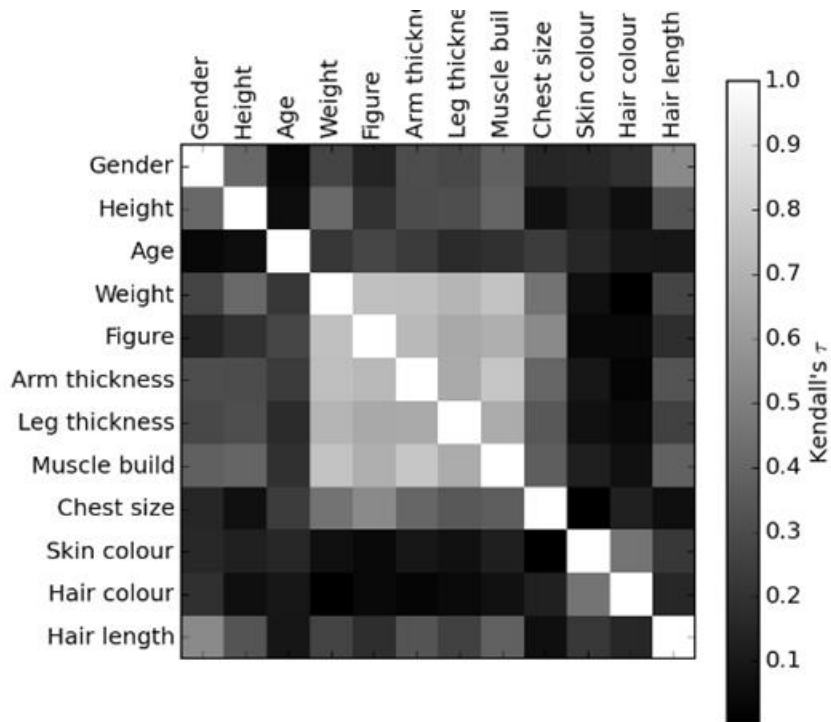 Gender
Height
Age
Weight
Figure
Arm thickn
Leg thickne
Muscle buil
Chest size
Skin colour
Hair colour
Hair length
Gender
Height
Age
Weight
Figure
Arm thickness
Leg thickness
Muscle build
Chest size
Skin colour
Hair colour
Hair length
1.0
0.9
0.8
0.7
0.6
0.5
0.4
0.3
0.2
0.1
Kendall's τ